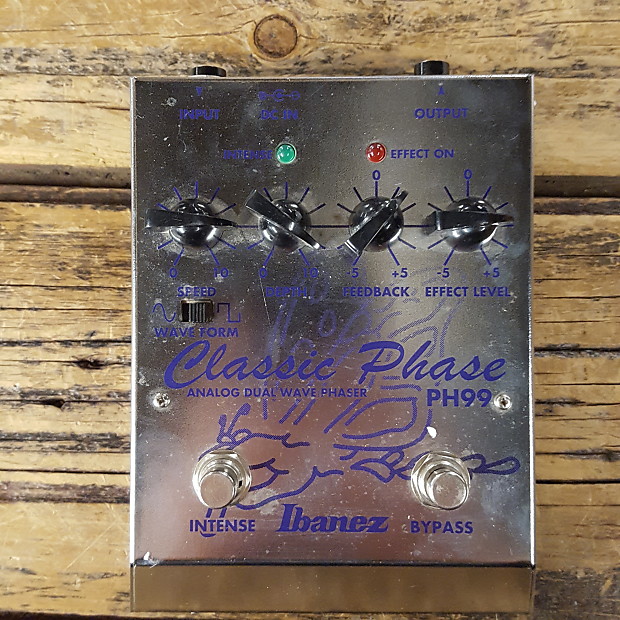 INPUT DC 9V OUTPUT
INTENSE EFFECT ON
0 0
0 10 0 10 -5 +5 -5 +5
SPEED DEPTH FEEDBACK EFFECT LEVEL
WAVE FORM
Classic Phase
ANALOG DUAL WAVE PHASER PH99
INTENSE Ibanez BYPASS